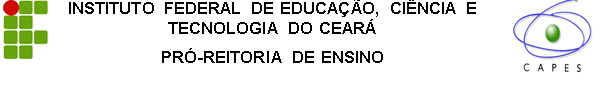 INSTITUTO FEDERAL DE EDUCAÇÃO, CIÊNCIA E
TECNOLOGIA DO CEARÁ
PRÓ-REITORIA DE ENSINO
CAPES